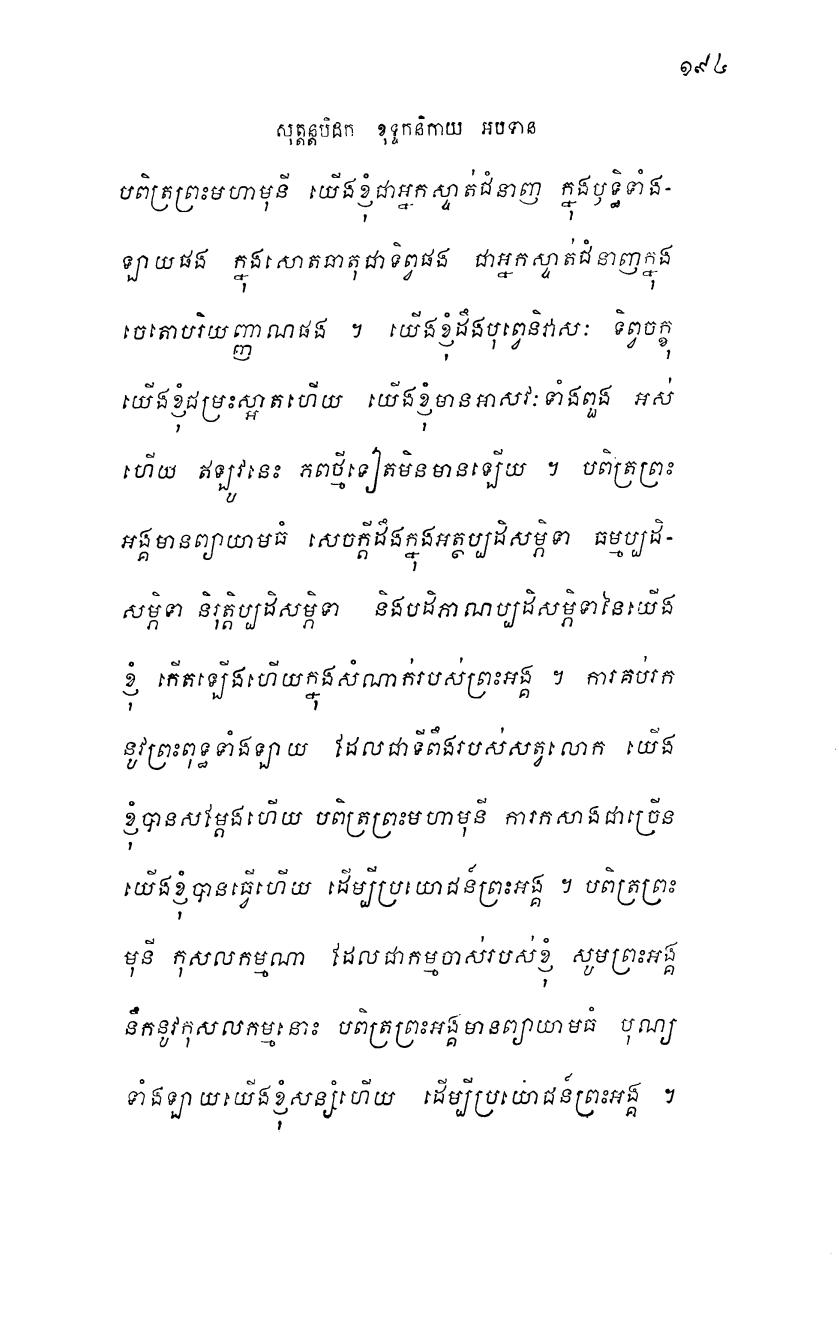 ១៩៤
សុត្តន្តបិដក ខុទ្ទកនិកាយ អបទាន
បពិត្រព្រះមហាមុនី យើងខ្ញុំជាអ្នកស្ទាត់ជំនាញ ក្នុងឫទ្ធិទាំង-
ឡាយផង ក្នុងសោតធាតុជាទិព្វផង ជាអ្នកស្ទាត់ជំនាញក្នុង
ចេតោបរិយញ្ញាណផង ។ យើងខ្ញុំដឹងបុព្វេនិវាសៈ ទិព្វចក្ខុ
យើងខ្ញុំជម្រះស្អាតហើយ យើងខ្ញុំមានអាសវៈទាំងពួង អស់
ហើយ ឥឡូវនេះ ភពថ្មីទៀតមិនមានឡើយ ។ បពិត្រព្រះ
អង្គមានព្យាយាមធំ សេចក្តីដឹងក្នុងអត្ថប្បដិសម្ភិទា ធម្មប្បដិ-
សម្ភិទា និរុត្តិប្បដិសម្ភិទា និងបដិភាណប្បដិសម្ភិទានៃយើង
ខ្ញុំ កើតឡើងហើយក្នុងសំណាក់របស់ព្រះអង្គ ។ ការគប់រក
នូវព្រះពុទ្ធទាំងឡាយ ដែលជាទីពឹងរបស់សត្វលោក យើង
ខ្ញុំបានសម្តែងហើយ បពិត្រព្រះមហាមុនី ការកសាងជាច្រើន
យើងខ្ញុំបានធ្វើហើយ ដើម្បីប្រយោជន៍ព្រះអង្គ ។ បពិត្រព្រះ
មុនី កុសលកម្មណា ដែលជាកម្មចាស់របស់ខ្ញុំ សូមព្រះអង្គ
នឹកនូវកុសលកម្មនោះ បពិត្រព្រះអង្គមានព្យាយាមធំ បុណ្យ
ទាំងឡាយយើងខ្ញុំសន្សំហើយ ដើម្បីប្រយោជន៍ព្រះអង្គ ។